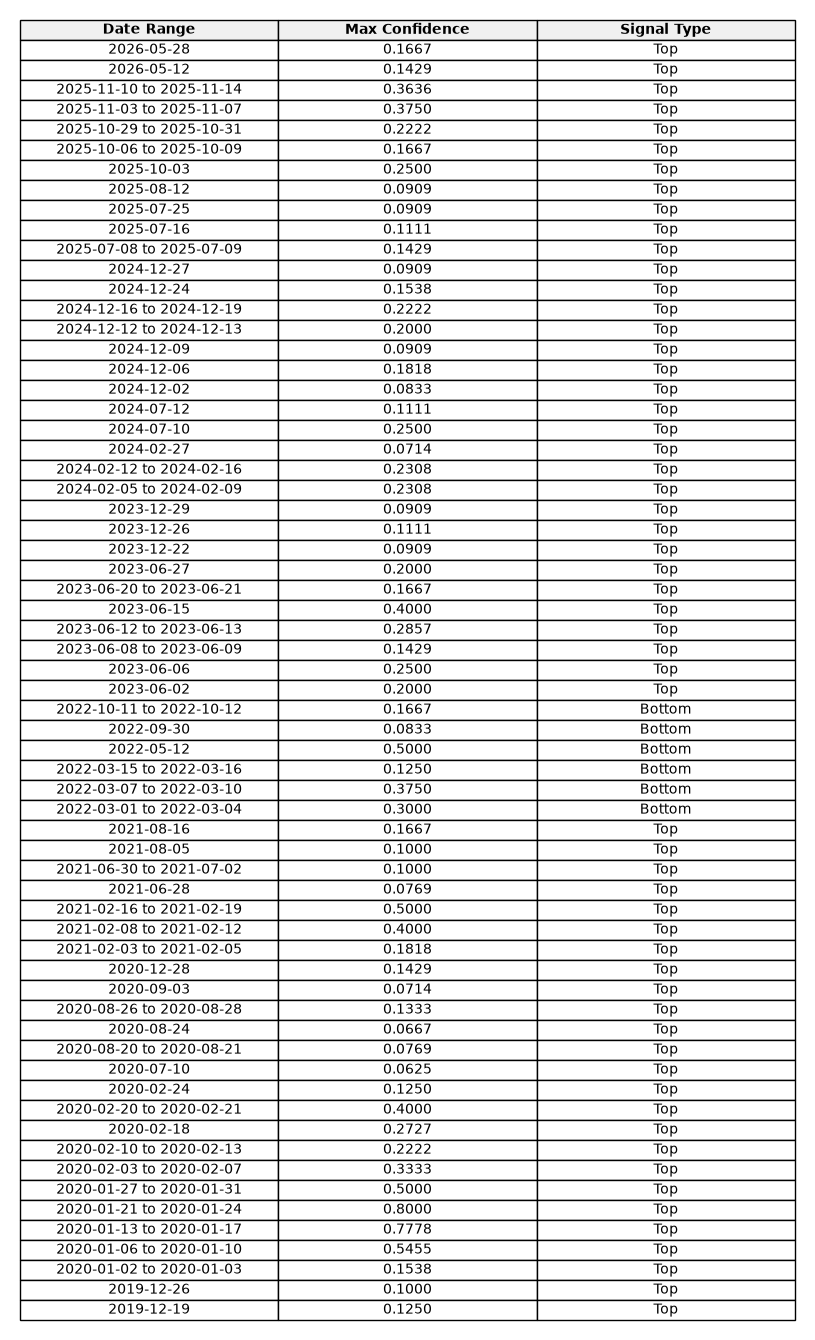 Date Range Max Confidence Signal Type
2026-05-28 0.1667 Top
2026-05-12 0.1429 Top
2025-11-10 to 2025-11-14 0.3636 Top
2025-11-03 to 2025-11-07 0.3750 Top
2025-10-29 to 2025-10-31 0.2222 Top
2025-10-06 to 2025-10-09 0.1667 Top
2025-10-03 0.2500 Top
2025-08-12 0.0909 Top
2025-07-25 0.0909 Top
2025-07-16 0.1111 Top
2025-07-08 to 2025-07-09 0.1429 Top
2024-12-27 0.0909 Top
2024-12-24 0.1538 Top
2024-12-16 to 2024-12-19 0.2222 Top
2024-12-12 to 2024-12-13 0.2000 Top
2024-12-09 0.0909 Top
2024-12-06 0.1818 Top
2024-12-02 0.0833 Top
2024-07-12 0.1111 Top
2024-07-10 0.2500 Top
2024-02-27 0.0714 Top
2024-02-12 to 2024-02-16 0.2308 Top
2024-02-05 to 2024-02-09 0.2308 Top
2023-12-29 0.0909 Top
2023-12-26 0.1111 Top
2023-12-22 0.0909 Top
2023-06-27 0.2000 Top
2023-06-20 to 2023-06-21 0.1667 Top
2023-06-15 0.4000 Top
2023-06-12 to 2023-06-13 0.2857 Top
2023-06-08 to 2023-06-09 0.1429 Top
2023-06-06 0.2500 Top
2023-06-02 0.2000 Top
2022-10-11 to 2022-10-12 0.1667 Bottom
2022-09-30 0.0833 Bottom
2022-05-12 0.5000 Bottom
2022-03-15 to 2022-03-16 0.1250 Bottom
2022-03-07 to 2022-03-10 0.3750 Bottom
2022-03-01 to 2022-03-04 0.3000 Bottom
2021-08-16 0.1667 Top
2021-08-05 0.1000 Top
2021-06-30 to 2021-07-02 0.1000 Top
2021-06-28 0.0769 Top
2021-02-16 to 2021-02-19 0.5000 Top
2021-02-08 to 2021-02-12 0.4000 Top
2021-02-03 to 2021-02-05 0.1818 Top
2020-12-28 0.1429 Top
2020-09-03 0.0714 Top
2020-08-26 to 2020-08-28 0.1333 Top
2020-08-24 0.0667 Top
2020-08-20 to 2020-08-21 0.0769 Top
2020-07-10 0.0625 Top
2020-02-24 0.1250 Top
2020-02-20 to 2020-02-21 0.4000 Top
2020-02-18 0.2727 Top
2020-02-10 to 2020-02-13 0.2222 Top
2020-02-03 to 2020-02-07 0.3333 Top
2020-01-27 to 2020-01-31 0.5000 Top
2020-01-21 to 2020-01-24 0.8000 Top
2020-01-13 to 2020-01-17 0.7778 Top
2020-01-06 to 2020-01-10 0.5455 Top
2020-01-02 to 2020-01-03 0.1538 Top
2019-12-26 0.1000 Top
2019-12-19 0.1250 Top